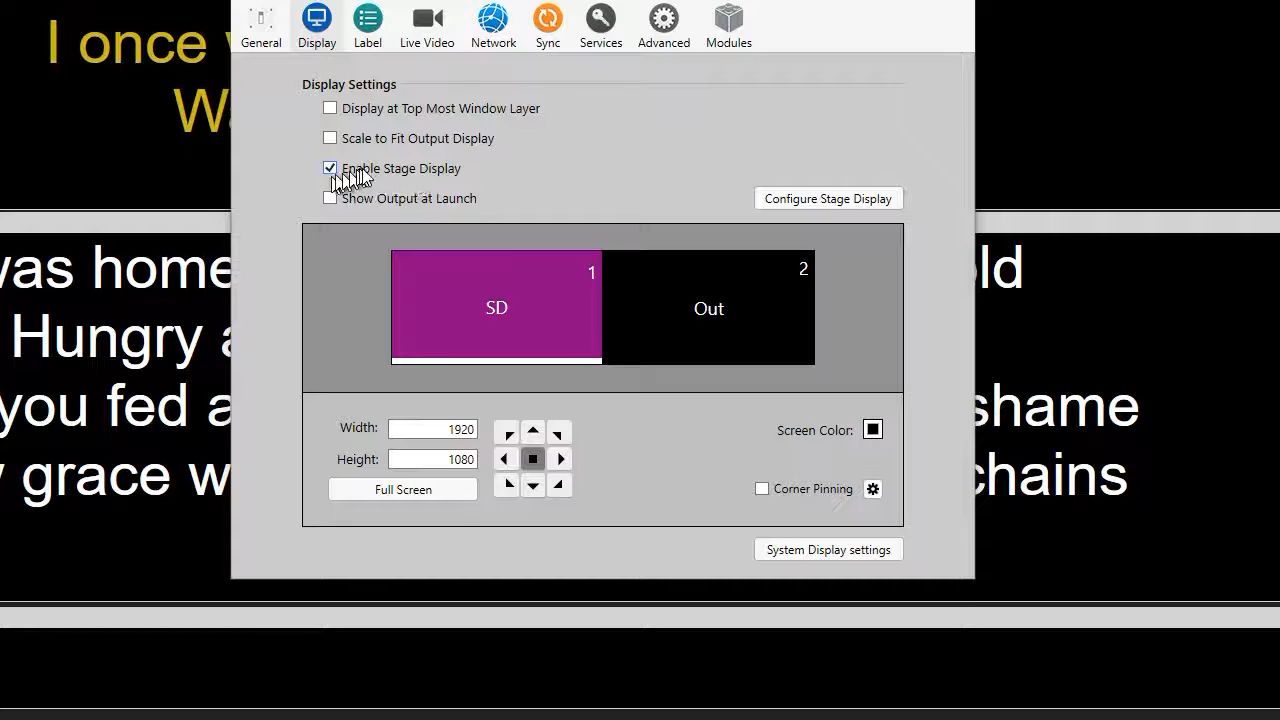 I once
General Display Label Live Video Network Sync Services Advanced Modules
Display Settings
Display at Top Most Window Layer
Scale to Fit Output Display
Enable Stage Display
Show Output at Launch
Configure Stage Display
1
2
SD
Out
Width: 1920
Height: 1080
Full Screen
Screen Color:
Corner Pinning
System Display settings
was home
Hungry
you fed a
shame
grace w
chains